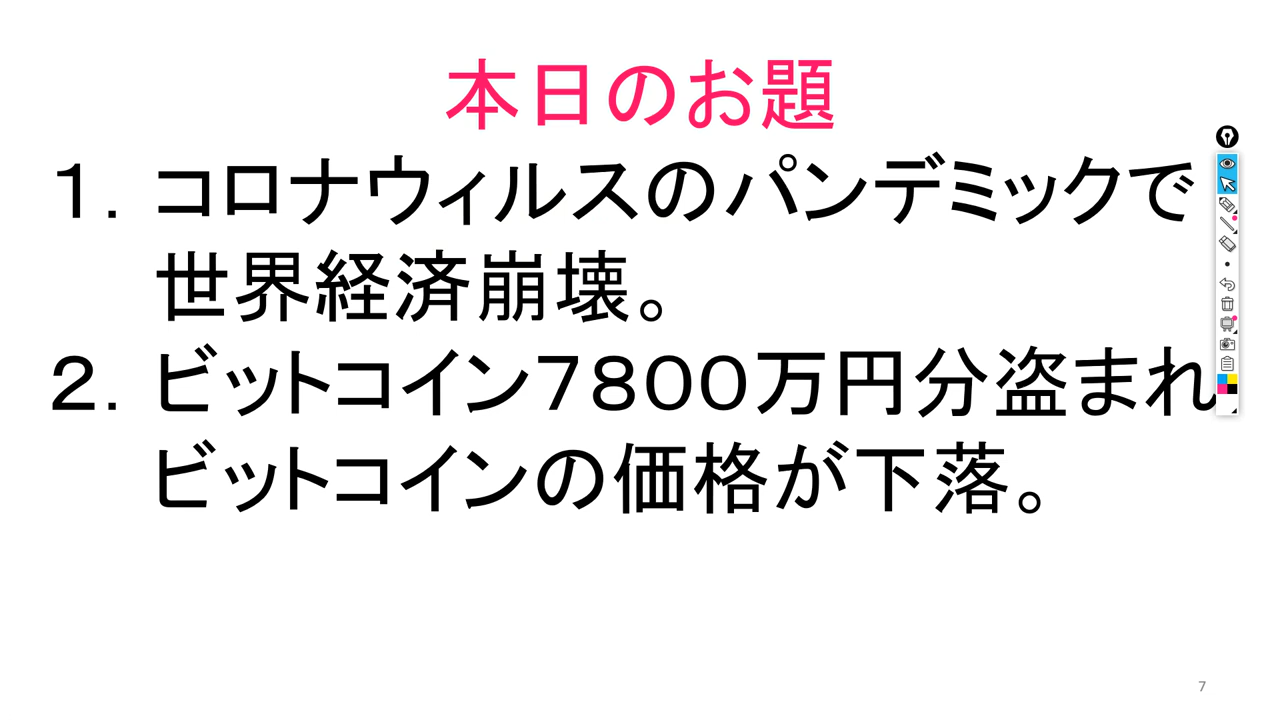 本日のお題
１．コロナウィルスのパンデミックで
世界経済崩壊。
２．ビットコイン７８００万円分盗まれ
ビットコインの価格が下落。
7